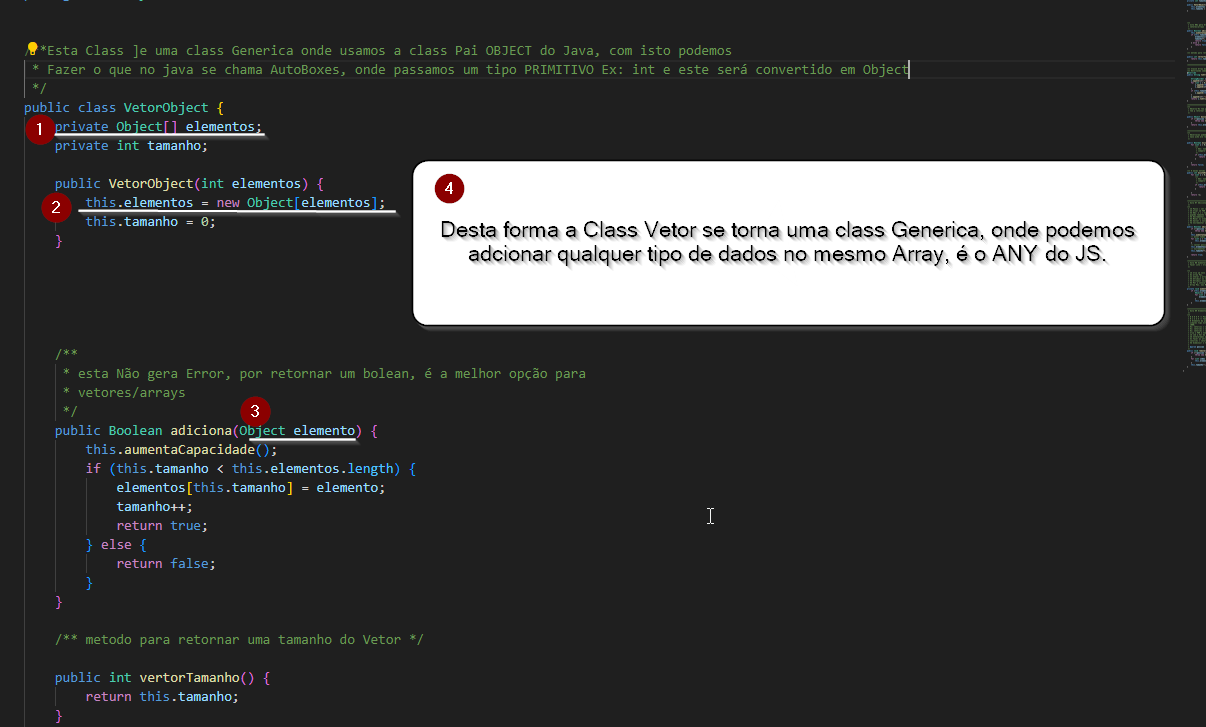 /**Esta Class ]e uma class Generica onde usamos a class Pai OBJECT do Java, com isto podemos
* Fazer o que no java se chama AutoBoxes, onde passamos um tipo PRIMITIVO Ex: int e este será convertido em Object
*/
public class VetorObject {
1
private Object[] elementos;
private int tamanho;
public VetorObject(int elementos) {
2
this.elementos = new Object[elementos];
this.tamanho = 0;
}
4
Desta forma a Class Vetor se torna uma class Generica, onde podemos
adcionar qualquer tipo de dados no mesmo Array, é o ANY do JS.
/**
* esta Não gera Error, por retornar um bolean, é a melhor opção para
* vetores/arrays
*/
3
public Boolean adiciona(Object elemento) {
this.aumentaCapacidade();
if (this.tamanho < this.elementos.length) {
elementos[this.tamanho] = elemento;
tamanho++;
return true;
} else {
return false;
}
}
/** metodo para retornar uma tamanho do Vetor */
public int vertorTamanho() {
return this.tamanho;
}